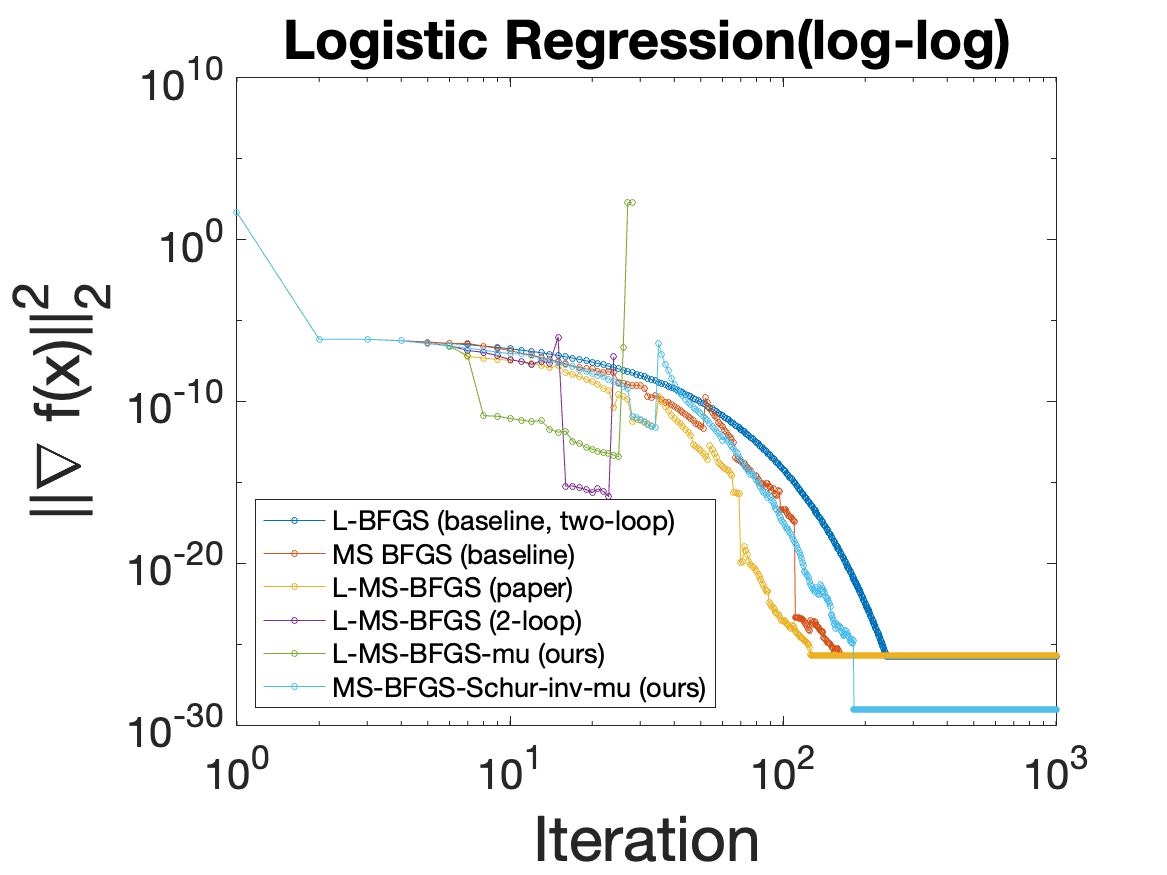 Logistic Regression(log-log)
10^10
10^0
10^-10
10^-20
10^-30
||∇ f(x)||_2^2
L-BFGS (baseline, two-loop)
MS BFGS (baseline)
L-MS-BFGS (paper)
L-MS-BFGS (2-loop)
L-MS-BFGS-mu (ours)
MS-BFGS-Schur-inv-mu (ours)
10^0 10^1 10^2 10^3
Iteration